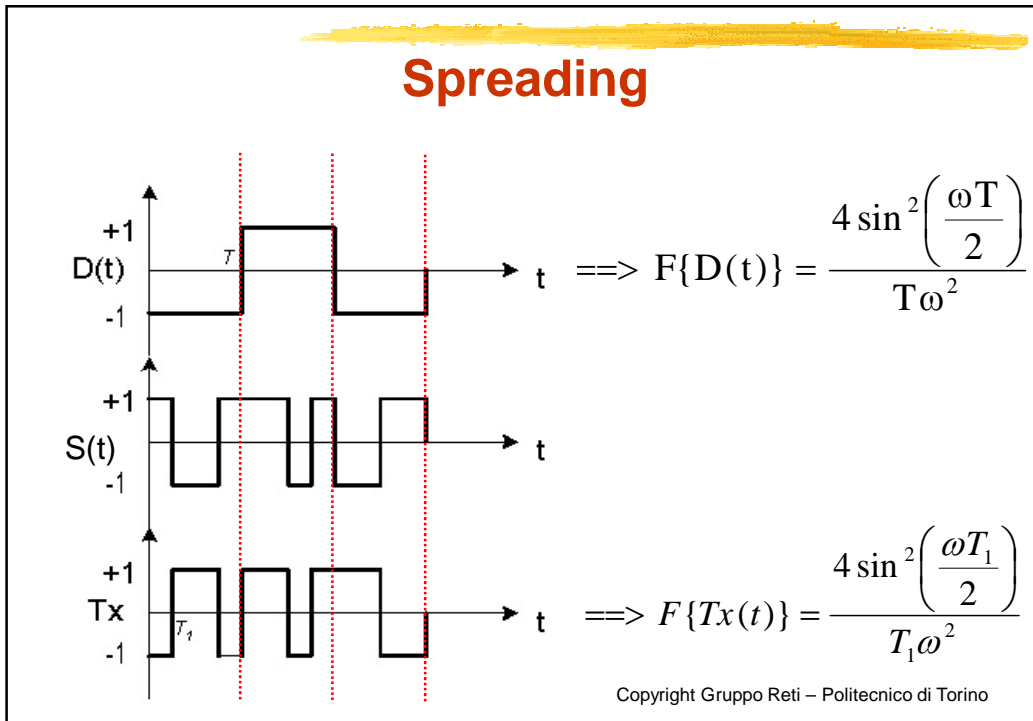 Spreading
+1
D(t)
-1
T
t
==> F{D(t)} = 4 sin²(ωT/2) / Tω²
+1
S(t)
-1
t
+1
Tx
-1
T₁
t
==> F{Tx(t)} = 4 sin²(ωT₁/2) / T₁ω²
Copyright Gruppo Reti – Politecnico di Torino